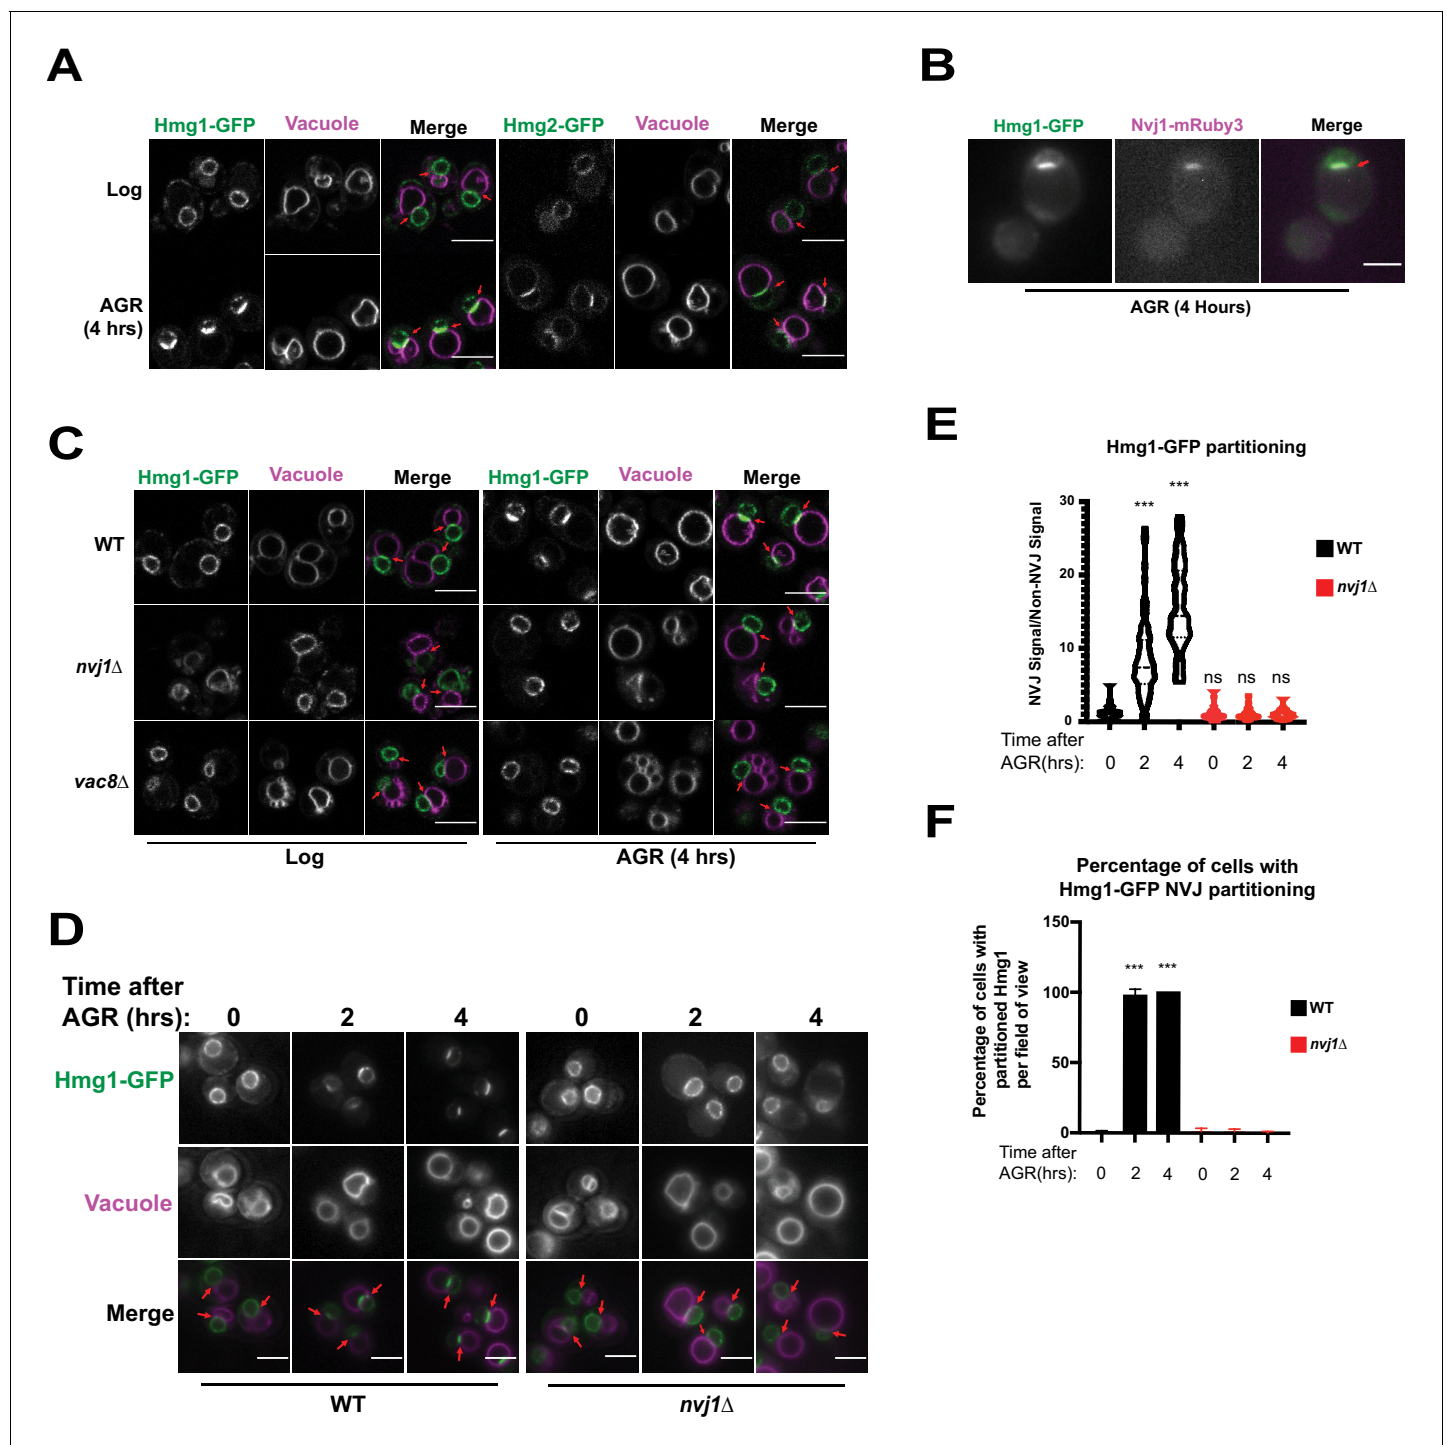 A
Hmg1-GFP Vacuole Merge Hmg2-GFP Vacuole Merge
Log
AGR
(4 hrs)
B
Hmg1-GFP Nvj1-mRuby3 Merge
AGR (4 Hours)
C
Hmg1-GFP Vacuole Merge Hmg1-GFP Vacuole Merge
WT
nvj1Δ
vac8Δ
Log AGR (4 hrs)
D
Time after
AGR (hrs): 0 2 4 0 2 4
Hmg1-GFP
Vacuole
Merge
WT nvj1Δ
E
Hmg1-GFP partitioning
NVJ Signal/Non-NVJ Signal
30
20
10
0
*** ***
ns ns ns
WT
nvj1Δ
Time after
AGR(hrs): 0 2 4 0 2 4
F
Percentage of cells with
Hmg1-GFP NVJ partitioning
Percentage of cells with
partitioned Hmg1
per field of view
150
100
50
0
*** ***
WT
nvj1Δ
Time after
AGR(hrs): 0 2 4 0 2 4